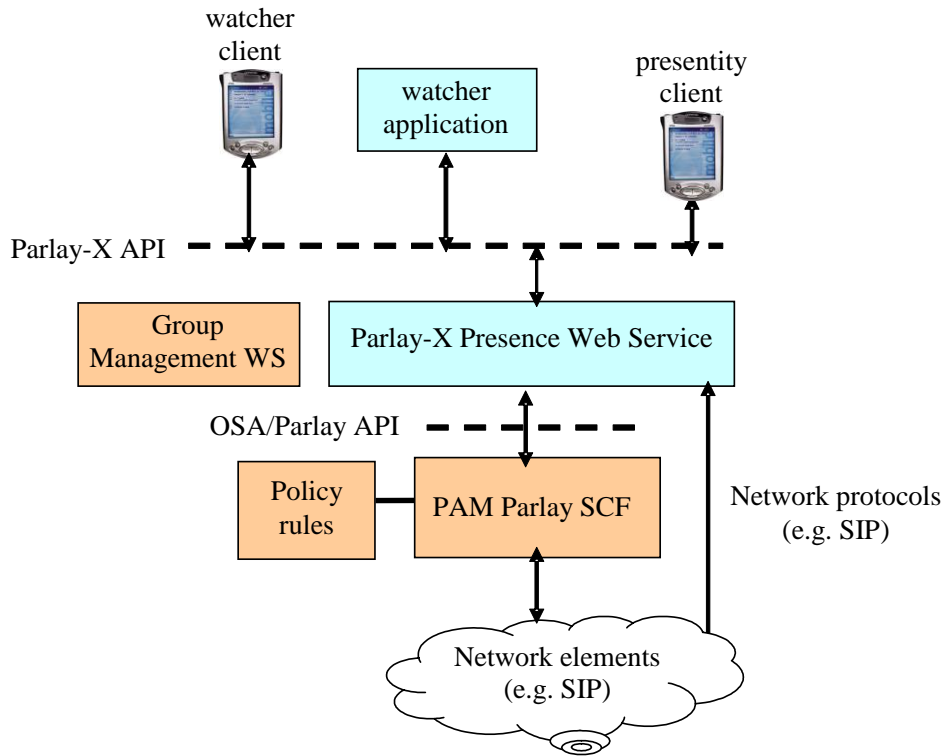 watcher
client
watcher
application
presentity
client
Parlay-X API
Group
Management WS
Parlay-X Presence Web Service
OSA/Parlay API
Policy
rules
PAM Parlay SCF
Network protocols
(e.g. SIP)
Network elements
(e.g. SIP)